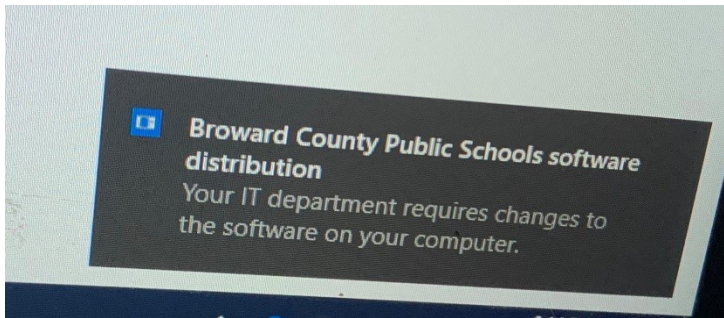 Broward County Public Schools software
distribution
Your IT department requires changes to
the software on your computer.